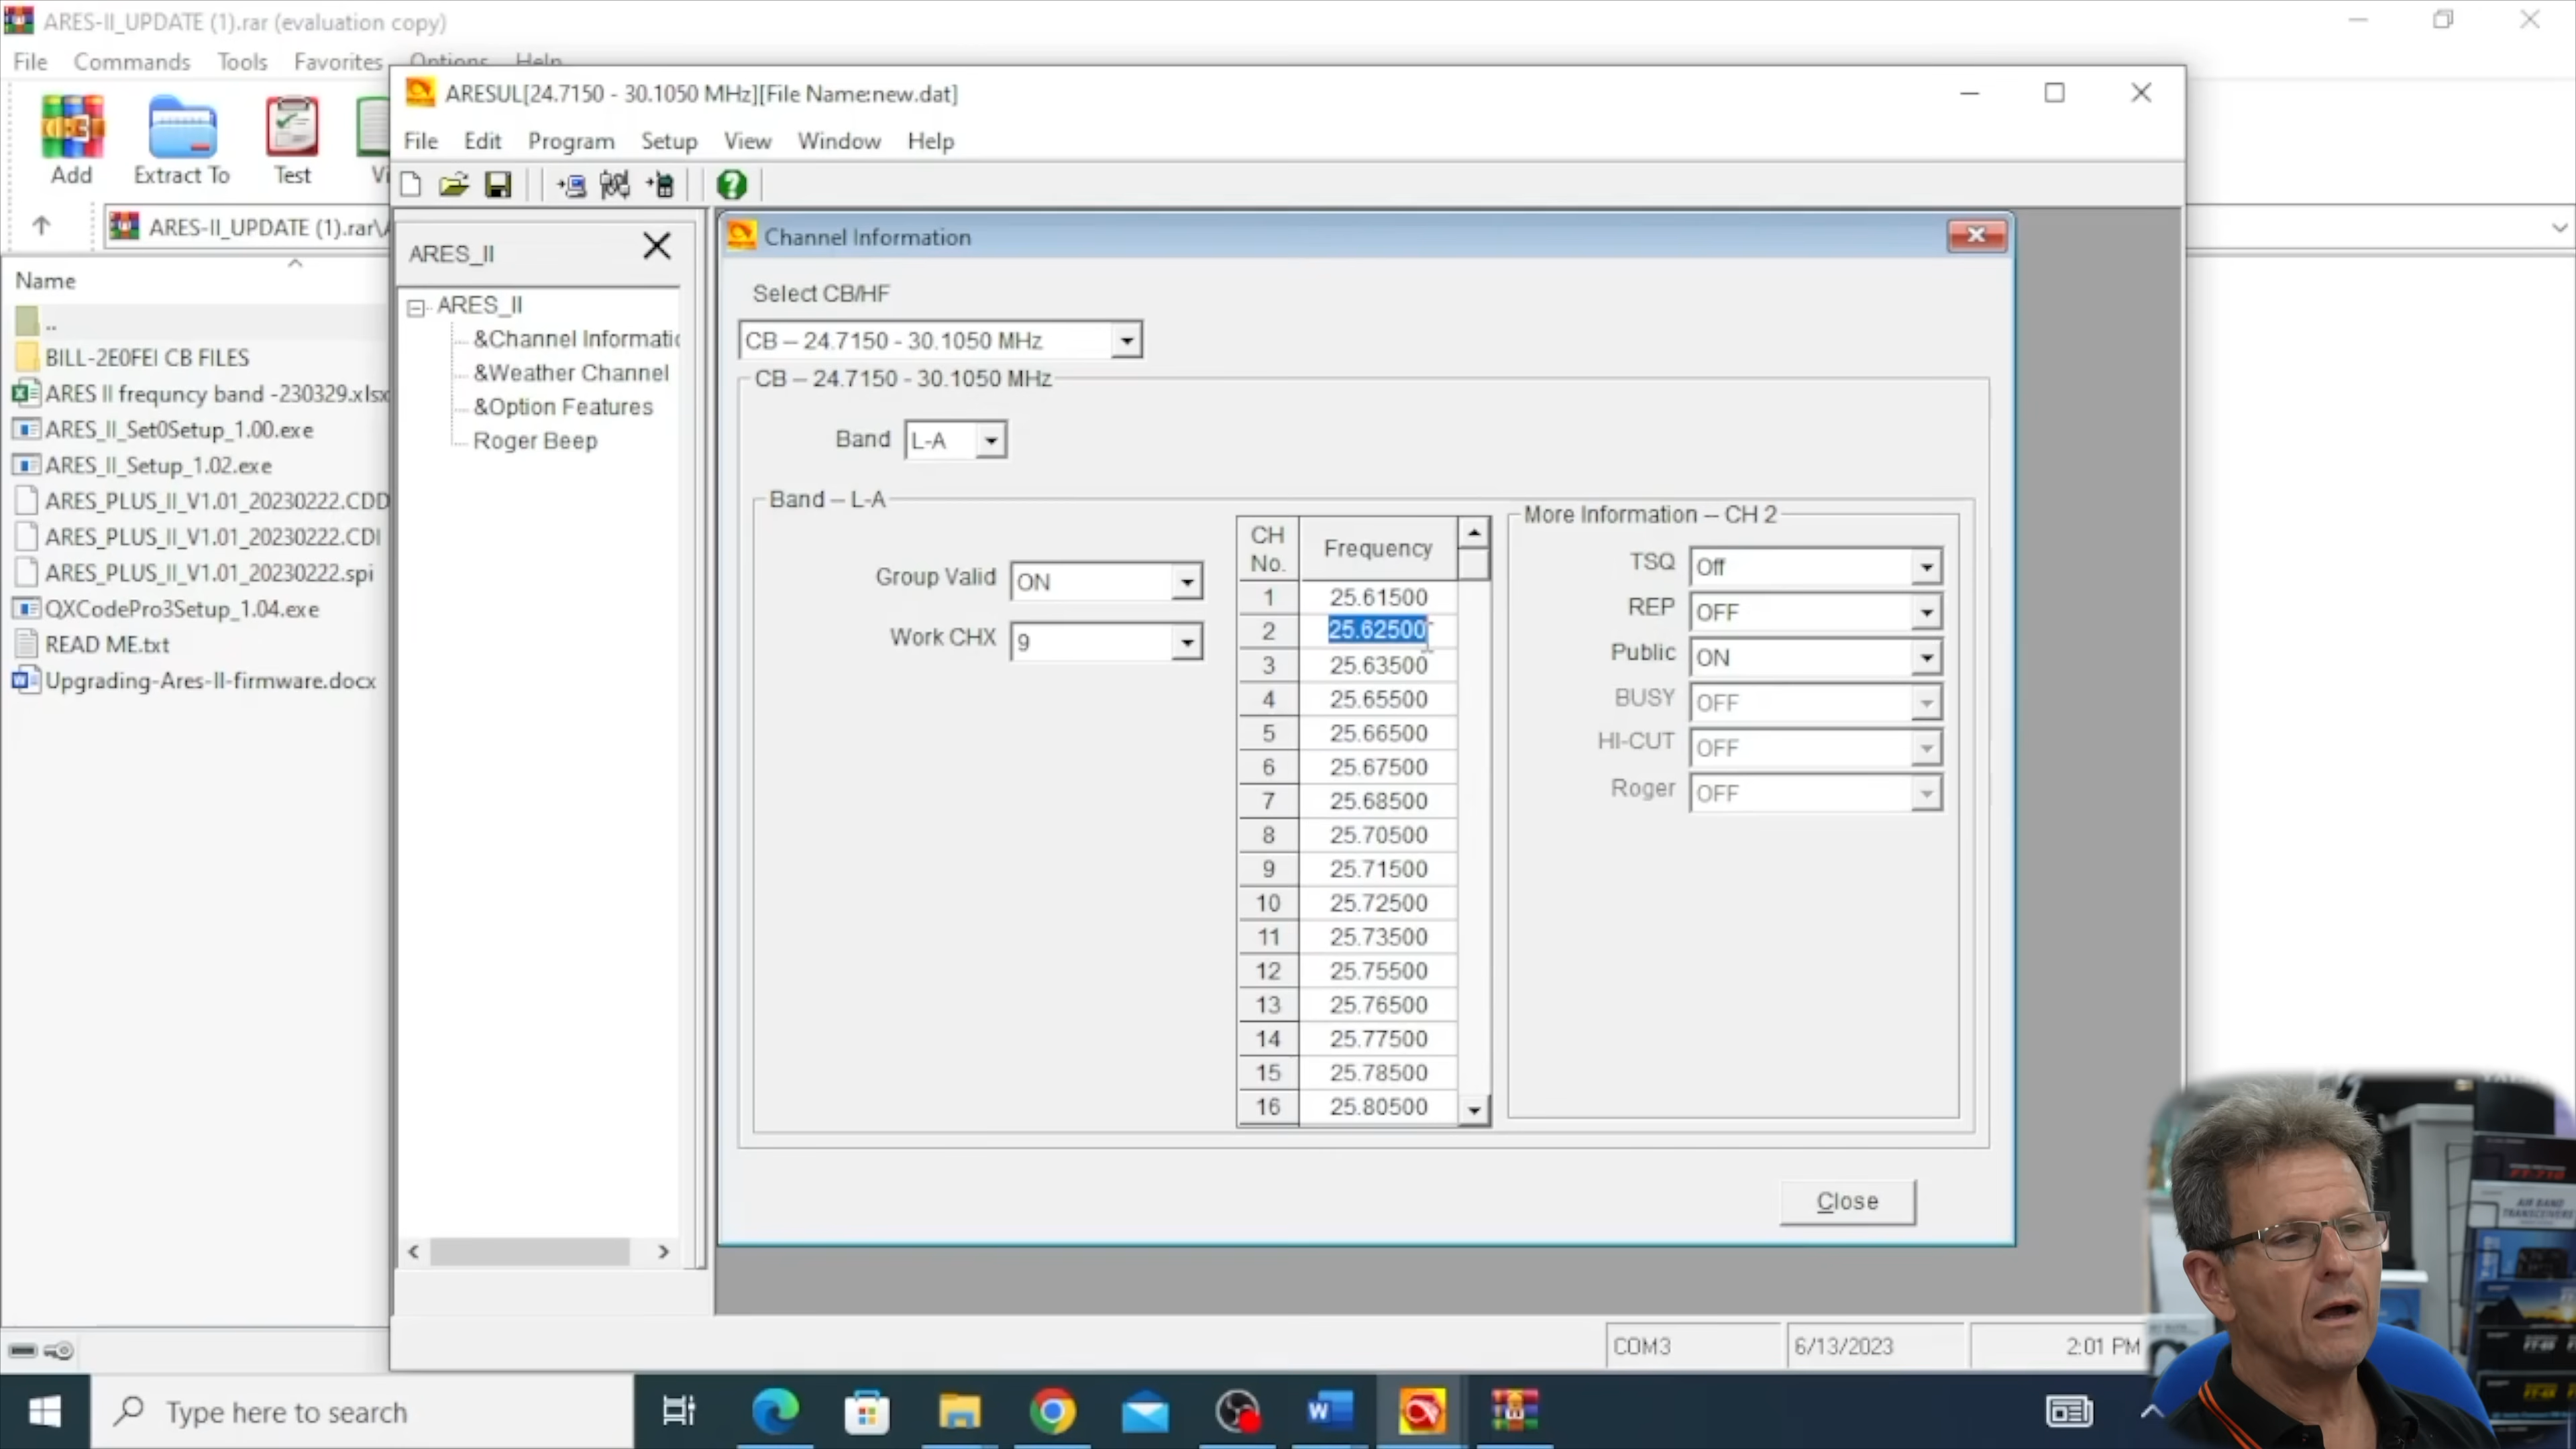 ARES-II_UPDATE (1).rar (evaluation copy)
File Commands Tools Favorites Options Help
Add Extract To Test
ARES-II_UPDATE (1).rar\
Name
..
BILL-2E0FEI CB FILES
ARES II frequncy band -230329.xlsx
ARES_II_Set0Setup_1.00.exe
ARES_II_Setup_1.02.exe
ARES_PLUS_II_V1.01_20230222.CDD
ARES_PLUS_II_V1.01_20230222.CDI
ARES_PLUS_II_V1.01_20230222.spi
QXCodePro3Setup_1.04.exe
READ ME.txt
Upgrading-Ares-II-firmware.docx
ARESUL[24.7150 - 30.1050 MHz][File Name:new.dat]
File Edit Program Setup View Window Help
ARES_II
ARES_II
&Channel Informatic
&Weather Channel
&Option Features
Roger Beep
Channel Information
Select CB/HF
CB -- 24.7150 - 30.1050 MHz
CB -- 24.7150 - 30.1050 MHz
Band L-A
Band -- L-A
Group Valid ON
Work CHX 9
CH No. Frequency
1 25.61500
2 25.62500
3 25.63500
4 25.65500
5 25.66500
6 25.67500
7 25.68500
8 25.70500
9 25.71500
10 25.72500
11 25.73500
12 25.75500
13 25.76500
14 25.77500
15 25.78500
16 25.80500
More Information -- CH 2
TSQ Off
REP OFF
Public ON
BUSY OFF
HI-CUT OFF
Roger OFF
Close
COM3 6/13/2023 2:01 PM
AIR BAND
Type here to search